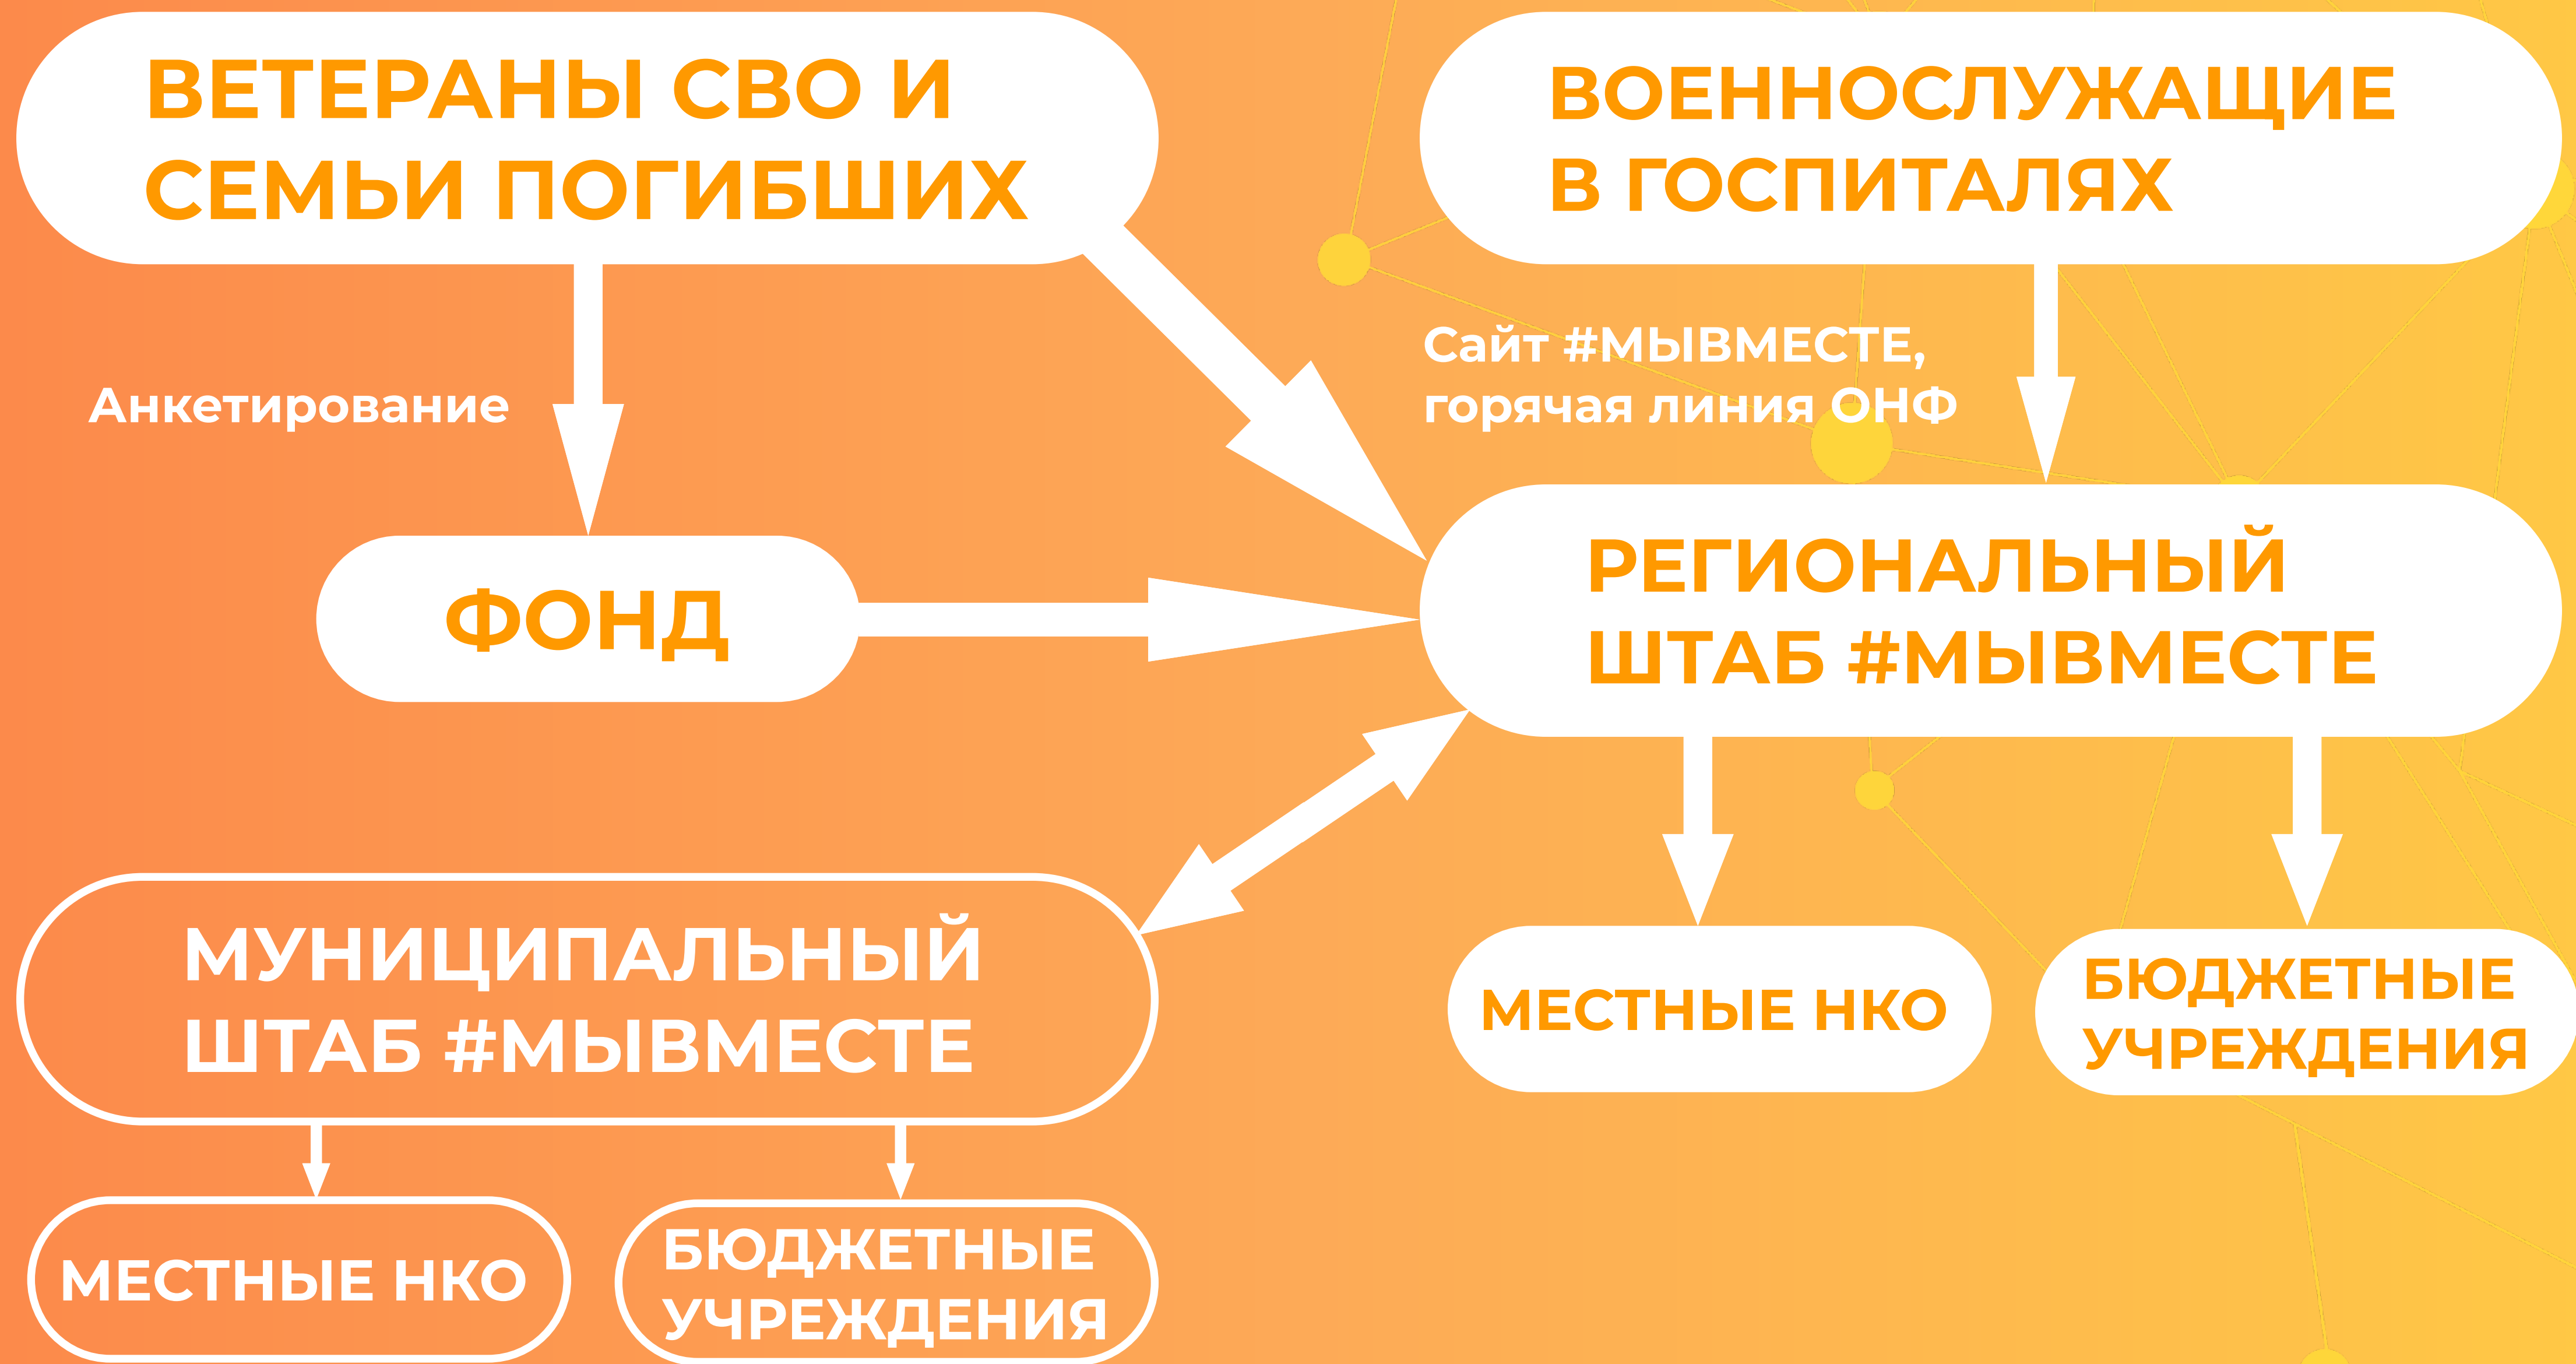 ВЕТЕРАНЫ СВО И
СЕМЬИ ПОГИБШИХ
ВОЕННОСЛУЖАЩИЕ
В ГОСПИТАЛЯХ
Анкетирование
Сайт #МЫВМЕСТЕ,
горячая линия ОНФ
ФОНД
РЕГИОНАЛЬНЫЙ
ШТАБ #МЫВМЕСТЕ
МУНИЦИПАЛЬНЫЙ
ШТАБ #МЫВМЕСТЕ
МЕСТНЫЕ НКО
БЮДЖЕТНЫЕ
УЧРЕЖДЕНИЯ
МЕСТНЫЕ НКО
БЮДЖЕТНЫЕ
УЧРЕЖДЕНИЯ